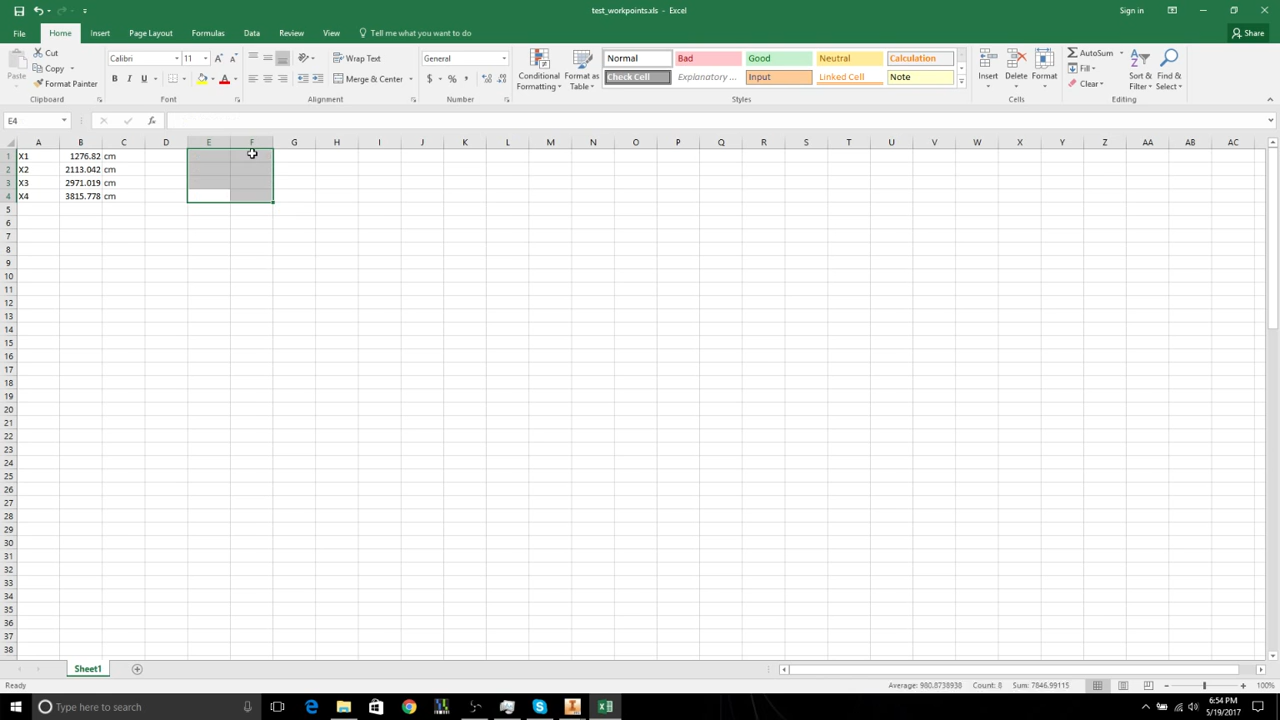 test_workpoints.xls - Excel
Sign in
File Home Insert Page Layout Formulas Data Review View Tell me what you want to do Share
Paste Cut Copy Format Painter
Clipboard
Calibri 11 A A B I U A
Font
Wrap Text Merge & Center
Alignment
General $ % ,
Number
Conditional Formatting Format as Table
Normal Bad Good Neutral Calculation
Check Cell Explanatory ... Input Linked Cell Note
Styles
Insert Delete Format
Cells
AutoSum Fill Clear Sort & Filter Find & Select
Editing
E4 fx
A B C D E F G H I J K L M N O P Q R S T U V W X Y Z AA AB AC
1 X1 1276.82 cm
2 X2 2113.042 cm
3 X3 2971.019 cm
4 X4 3815.778 cm
5
6
7
8
9
10
11
12
13
14
15
16
17
18
19
20
21
22
23
24
25
26
27
28
29
30
31
32
33
34
35
36
37
38
Sheet1
Ready Average: 980.8738938 Count: 8 Sum: 7846.99115 100%
Type here to search 6:54 PM
5/19/2017